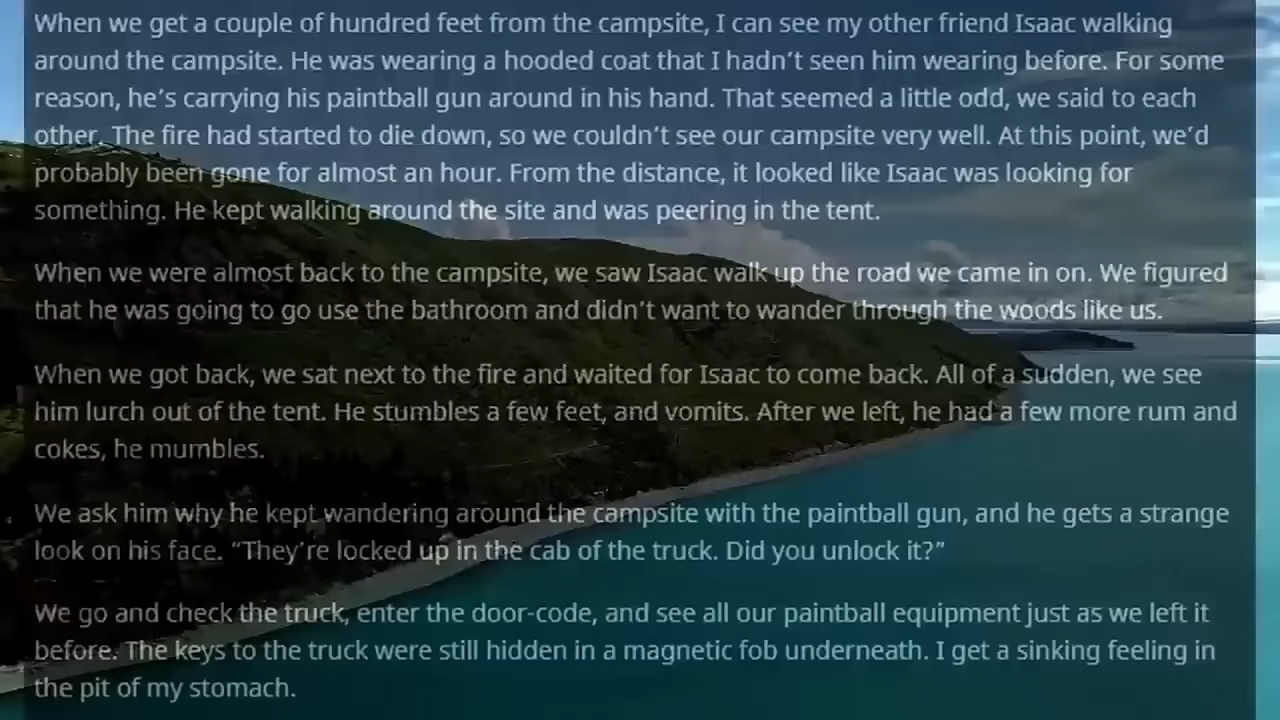 When we get a couple of hundred feet from the campsite, I can see my other friend Isaac walking
around the campsite. He was wearing a hooded coat that I hadn't seen him wearing before. For some
reason, he's carrying his paintball gun around in his hand. That seemed a little odd, we said to each
other. The fire had started to die down, so we couldn't see our campsite very well. At this point, we'd
probably been gone for almost an hour. From the distance, it looked like Isaac was looking for
something. He kept walking around the site and was peering in the tent.
When we were almost back to the campsite, we saw Isaac walk up the road we came in on. We figured
that he was going to go use the bathroom and didn't want to wander through the woods like us.
When we got back, we sat next to the fire and waited for Isaac to come back. All of a sudden, we see
him lurch out of the tent. He stumbles a few feet, and vomits. After we left, he had a few more rum and
cokes, he mumbles.
We ask him why he kept wandering around the campsite with the paintball gun, and he gets a strange
look on his face. “They're locked up in the cab of the truck. Did you unlock it?”
We go and check the truck, enter the door-code, and see all our paintball equipment just as we left it
before. The keys to the truck were still hidden in a magnetic fob underneath. I get a sinking feeling in
the pit of my stomach.